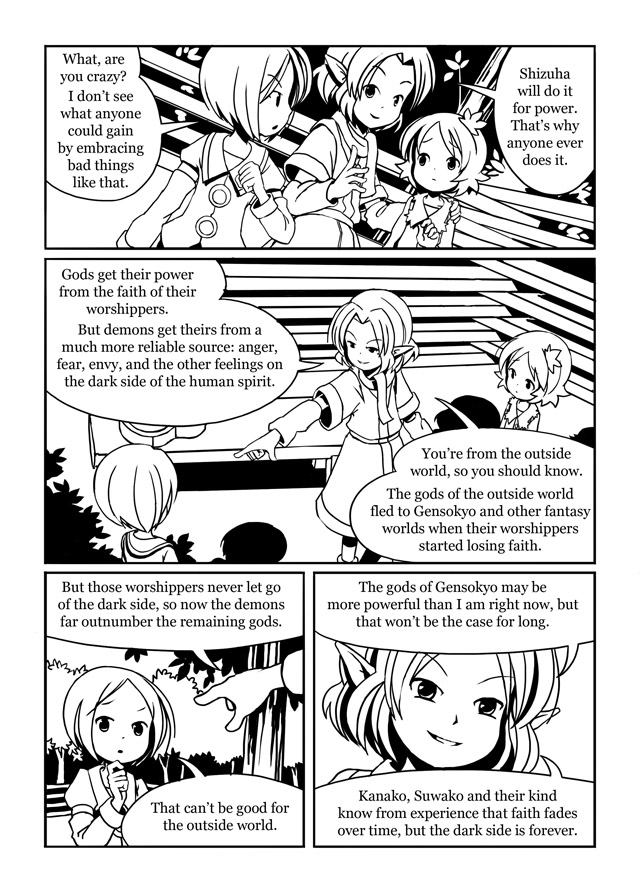 What, are
you crazy?
I don't see
what anyone
could gain
by embracing
bad things
like that.
Shizuha
will do it
for power.
That's why
anyone ever
does it.
Gods get their power
from the faith of their
worshippers.
But demons get theirs from a
much more reliable source: anger,
fear, envy, and the other feelings on
the dark side of the human spirit.
You're from the outside
world, so you should know.
The gods of the outside world
fled to Gensokyo and other fantasy
worlds when their worshippers
started losing faith.
But those worshippers never let go
of the dark side, so now the demons
far outnumber the remaining gods.
That can't be good for
the outside world.
The gods of Gensokyo may be
more powerful than I am right now, but
that won't be the case for long.
Kanako, Suwako and their kind
know from experience that faith fades
over time, but the dark side is forever.